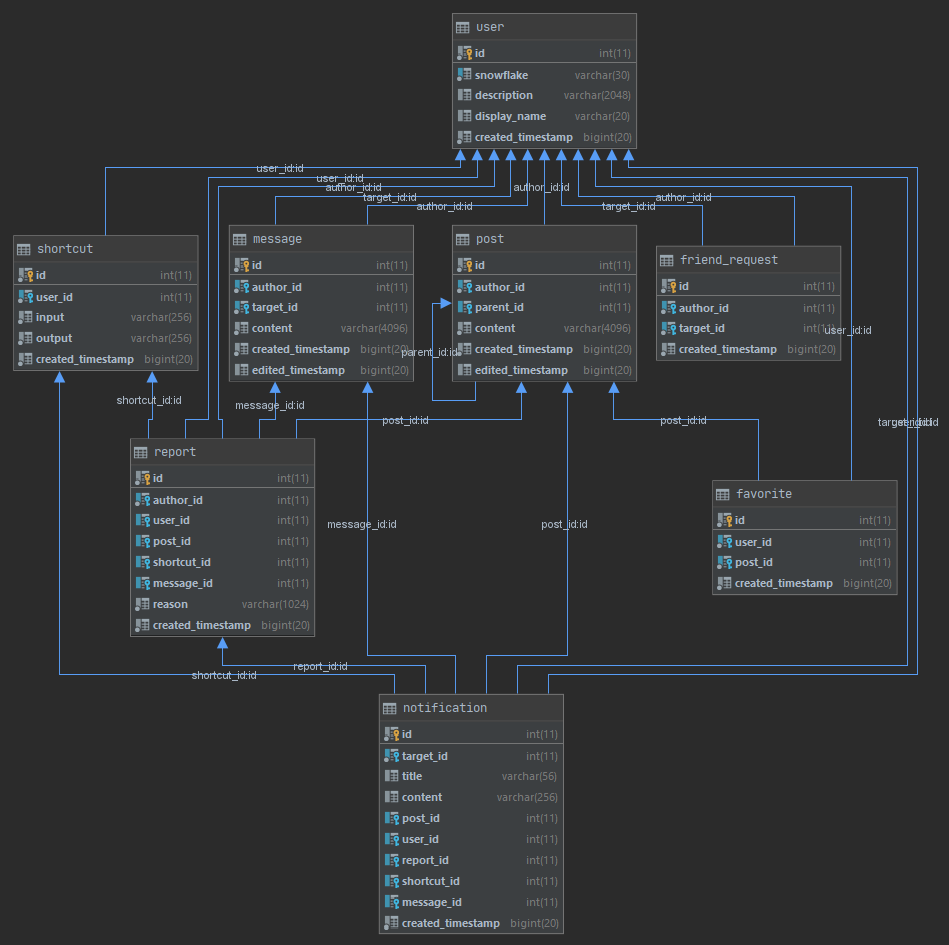 user
id int(11)
snowflake varchar(30)
description varchar(2048)
display_name varchar(20)
created_timestamp bigint(20)
user_id:id
user_id:id
author_id:id
target_id:id
author_id:id
author_id:id
target_id:id
author_id:id
shortcut
id int(11)
user_id int(11)
input varchar(256)
output varchar(256)
created_timestamp bigint(20)
message
id int(11)
author_id int(11)
target_id int(11)
content varchar(4096)
created_timestamp bigint(20)
edited_timestamp bigint(20)
post
id int(11)
author_id int(11)
parent_id int(11)
content varchar(4096)
created_timestamp bigint(20)
edited_timestamp bigint(20)
parent_id:id
friend_request
id int(11)
author_id int(11)
target_id int(11)
created_timestamp bigint(20)
user_id:id
shortcut_id:id
message_id:id
post_id:id
post_id:id
target_id:id
user_id:id
report
id int(11)
author_id int(11)
user_id int(11)
post_id int(11)
shortcut_id int(11)
message_id int(11)
reason varchar(1024)
created_timestamp bigint(20)
message_id:id
post_id:id
favorite
id int(11)
user_id int(11)
post_id int(11)
created_timestamp bigint(20)
report_id:id
shortcut_id:id
notification
id int(11)
target_id int(11)
title varchar(56)
content varchar(256)
post_id int(11)
user_id int(11)
report_id int(11)
shortcut_id int(11)
message_id int(11)
created_timestamp bigint(20)